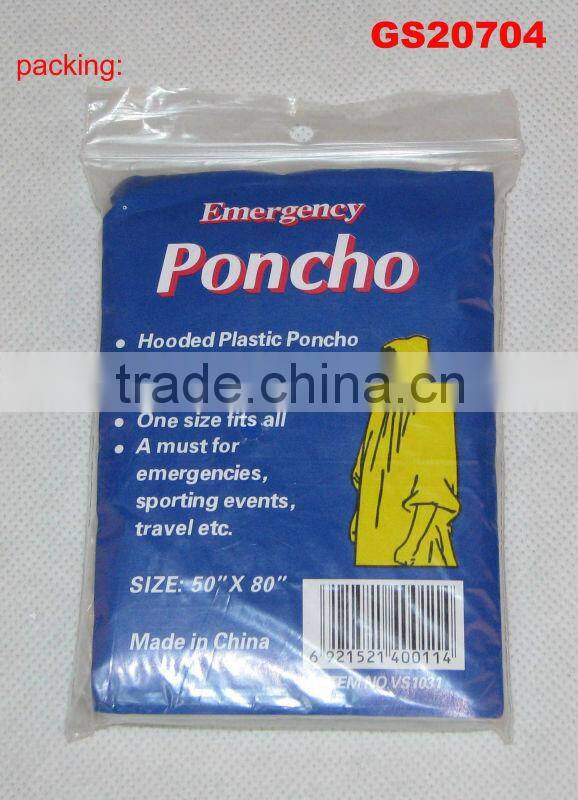 GS20704
packing:
Emergency
Poncho
• Hooded Plastic Poncho
trade.china.cn
• One size fits all
• A must for
emergencies,
sporting events,
travel etc.
SIZE: 50" X 80"
Made in China
6 921521 400114
ITEM NO.VS1031